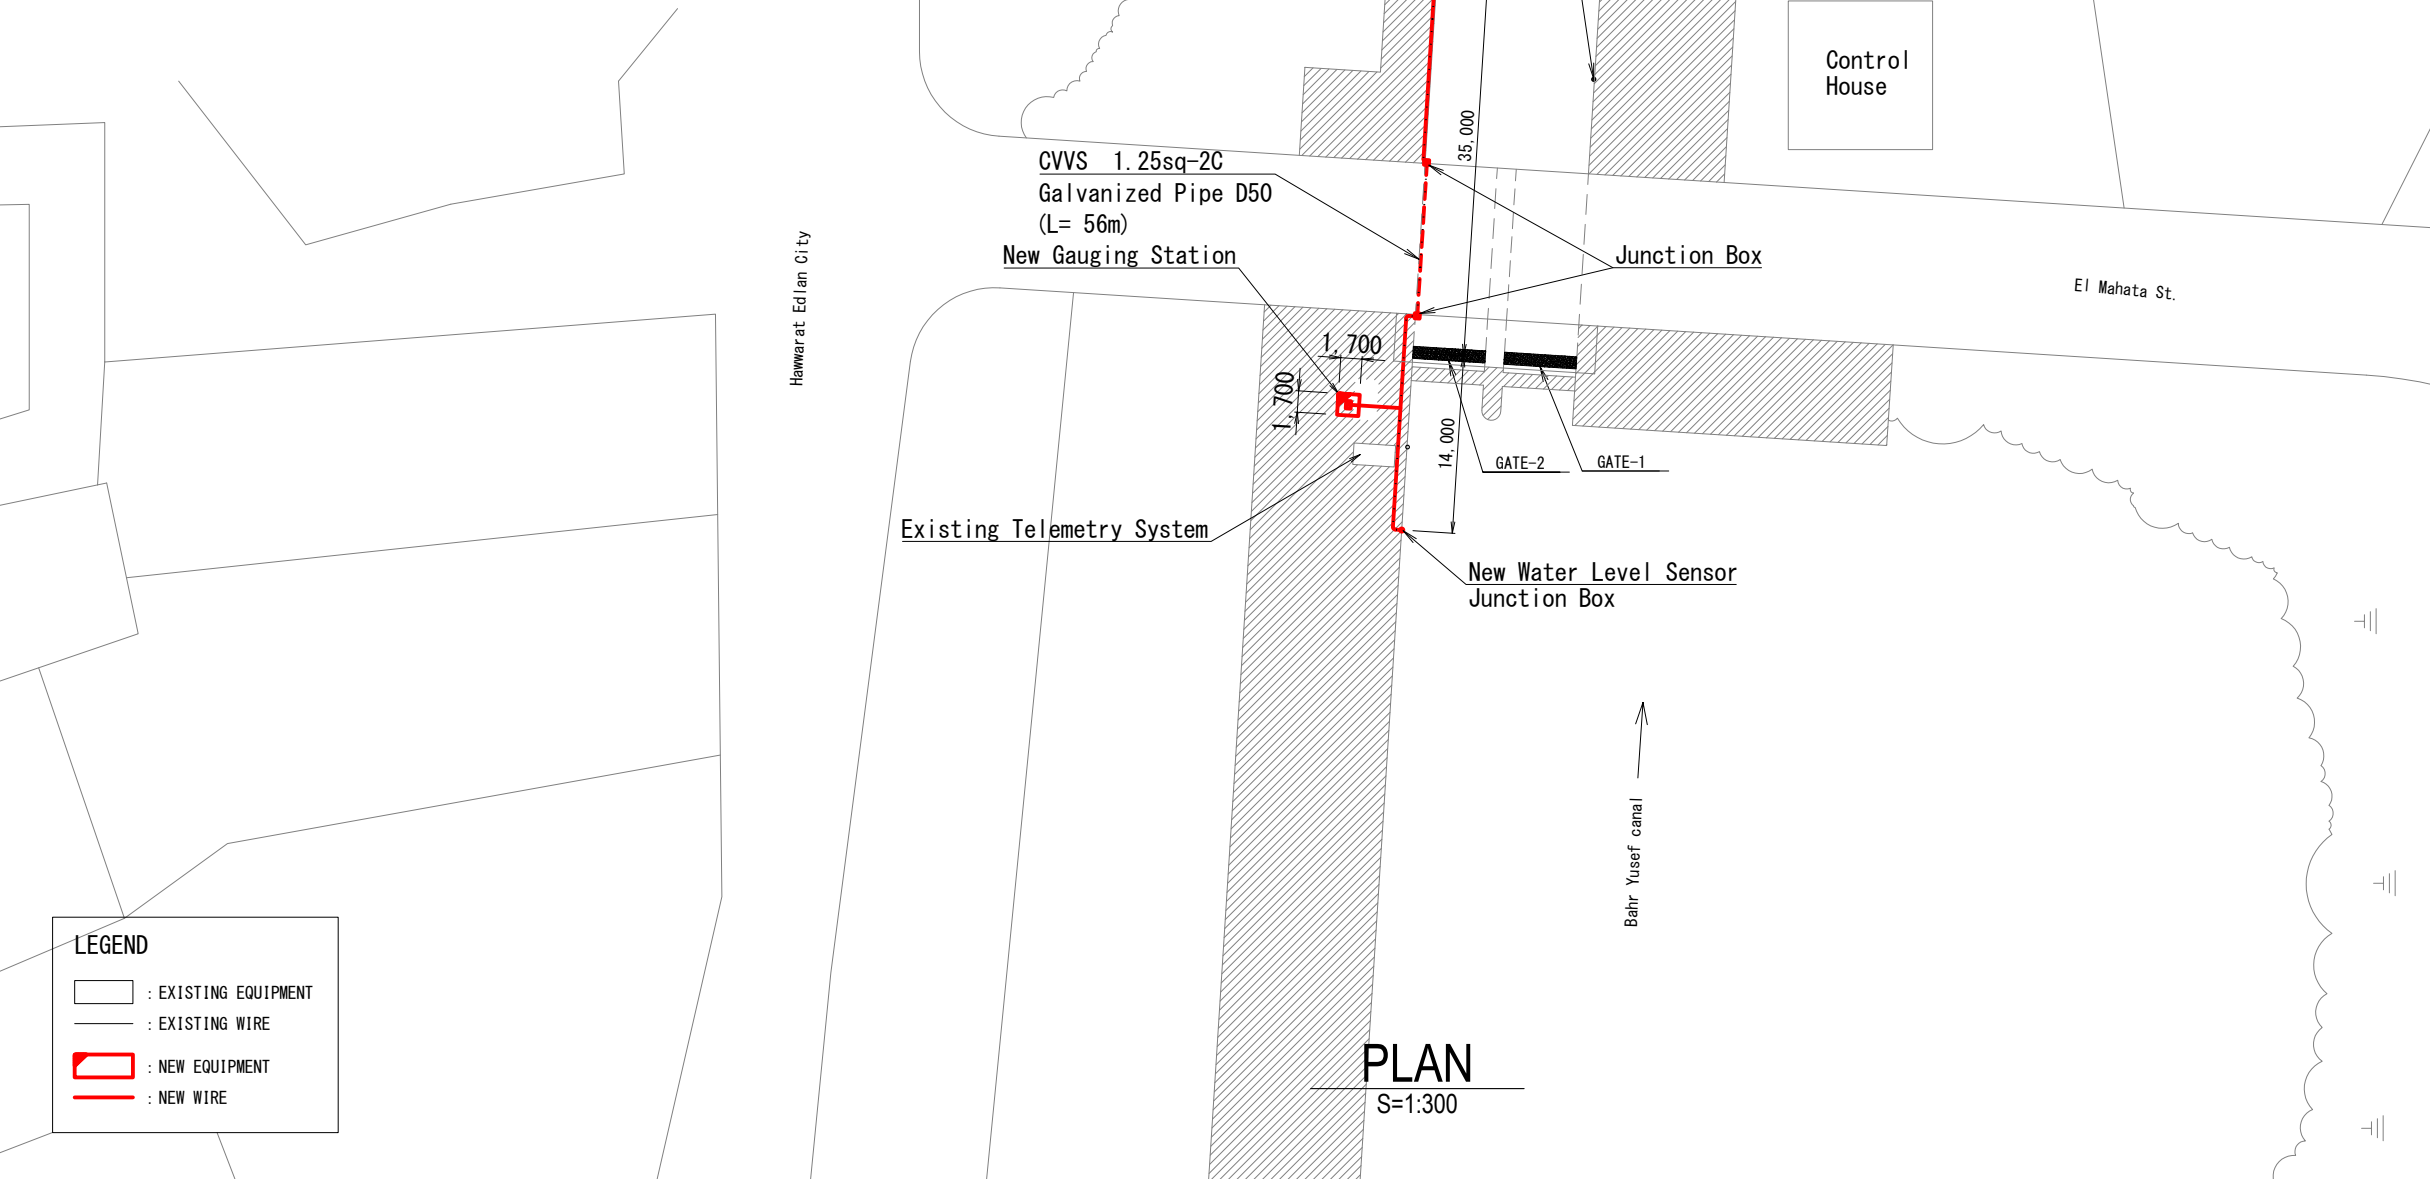 Control
House
35,000
CVVS 1.25sq-2C
Galvanized Pipe D50
(L= 56m)
New Gauging Station
Junction Box
Hawwarat Edlan City
El Mahata St.
1,700
1,700
14,000
GATE-2
GATE-1
Existing Telemetry System
New Water Level Sensor
Junction Box
Bahr Yusef canal
LEGEND
: EXISTING EQUIPMENT
: EXISTING WIRE
: NEW EQUIPMENT
: NEW WIRE
PLAN
S=1:300